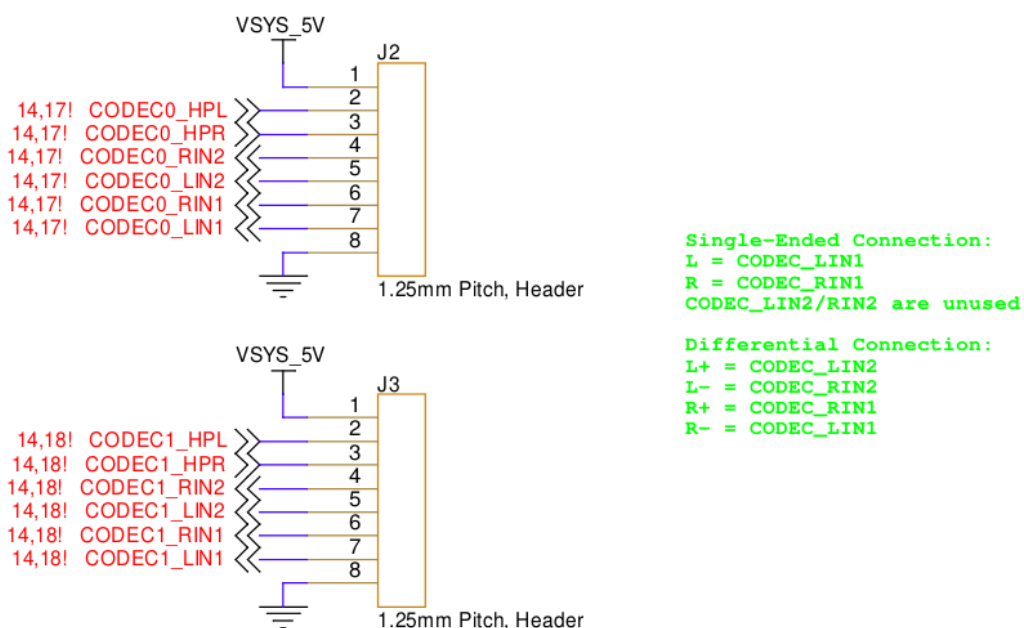 VSYS_5V
J2
1
2
14,17! CODEC0_HPL
3
14,17! CODEC0_HPR
4
14,17! CODEC0_RIN2
5
14,17! CODEC0_LIN2
6
14,17! CODEC0_RIN1
7
14,17! CODEC0_LIN1
8
1.25mm Pitch, Header
Single-Ended Connection:
L = CODEC_LIN1
R = CODEC_RIN1
CODEC_LIN2/RIN2 are unused
Differential Connection:
L+ = CODEC_LIN2
L- = CODEC_RIN2
R+ = CODEC_RIN1
R- = CODEC_LIN1
VSYS_5V
J3
1
2
14,18! CODEC1_HPL
3
14,18! CODEC1_HPR
4
14,18! CODEC1_RIN2
5
14,18! CODEC1_LIN2
6
14,18! CODEC1_RIN1
7
14,18! CODEC1_LIN1
8
1.25mm Pitch, Header